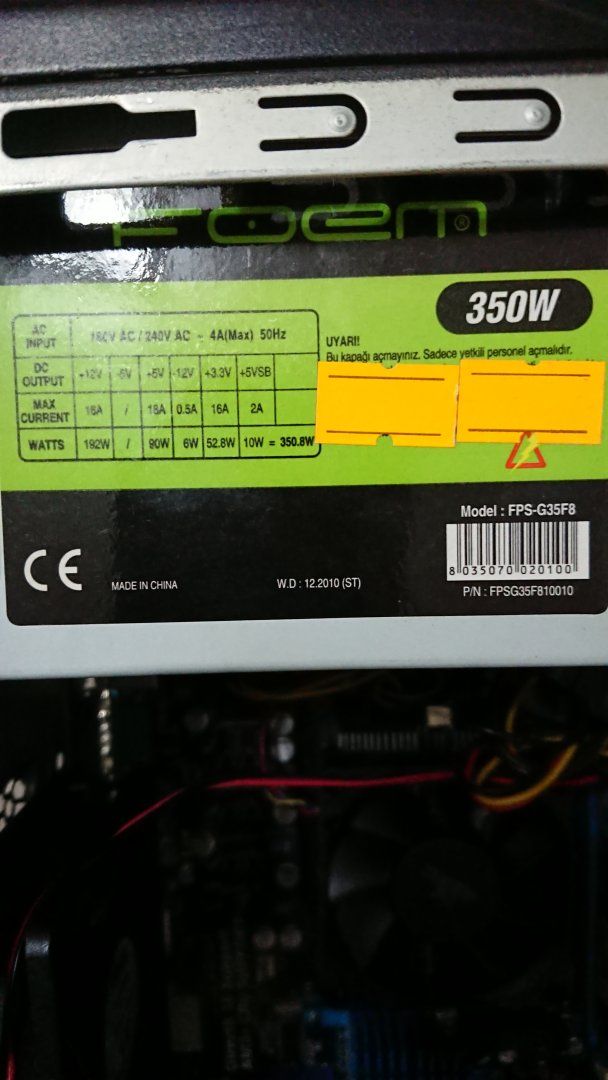 FOEM®
350W
AC INPUT 180V AC / 240V AC - 4A(Max) 50Hz
DC OUTPUT +12V -5V +5V -12V +3.3V +5VSB
MAX CURRENT 16A / 18A 0.5A 16A 2A
WATTS 192W / 90W 6W 52.8W 10W = 350.8W
UYARI!
Bu kapağı açmayınız. Sadece yetkili personel açmalıdır.
Model : FPS-G35F8
8 035070 020100
P/N : FPSG35F810010
CE
MADE IN CHINA
W.D : 12.2010 (ST)